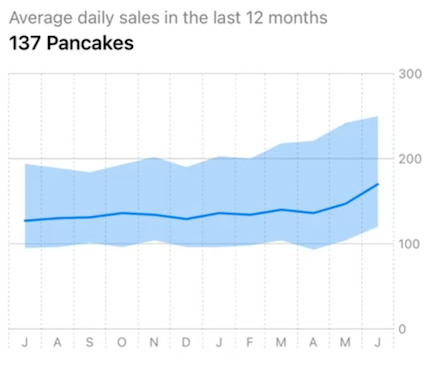 Average daily sales in the last 12 months
137 Pancakes
300
200
100
0
J A S O N D J F M A M J